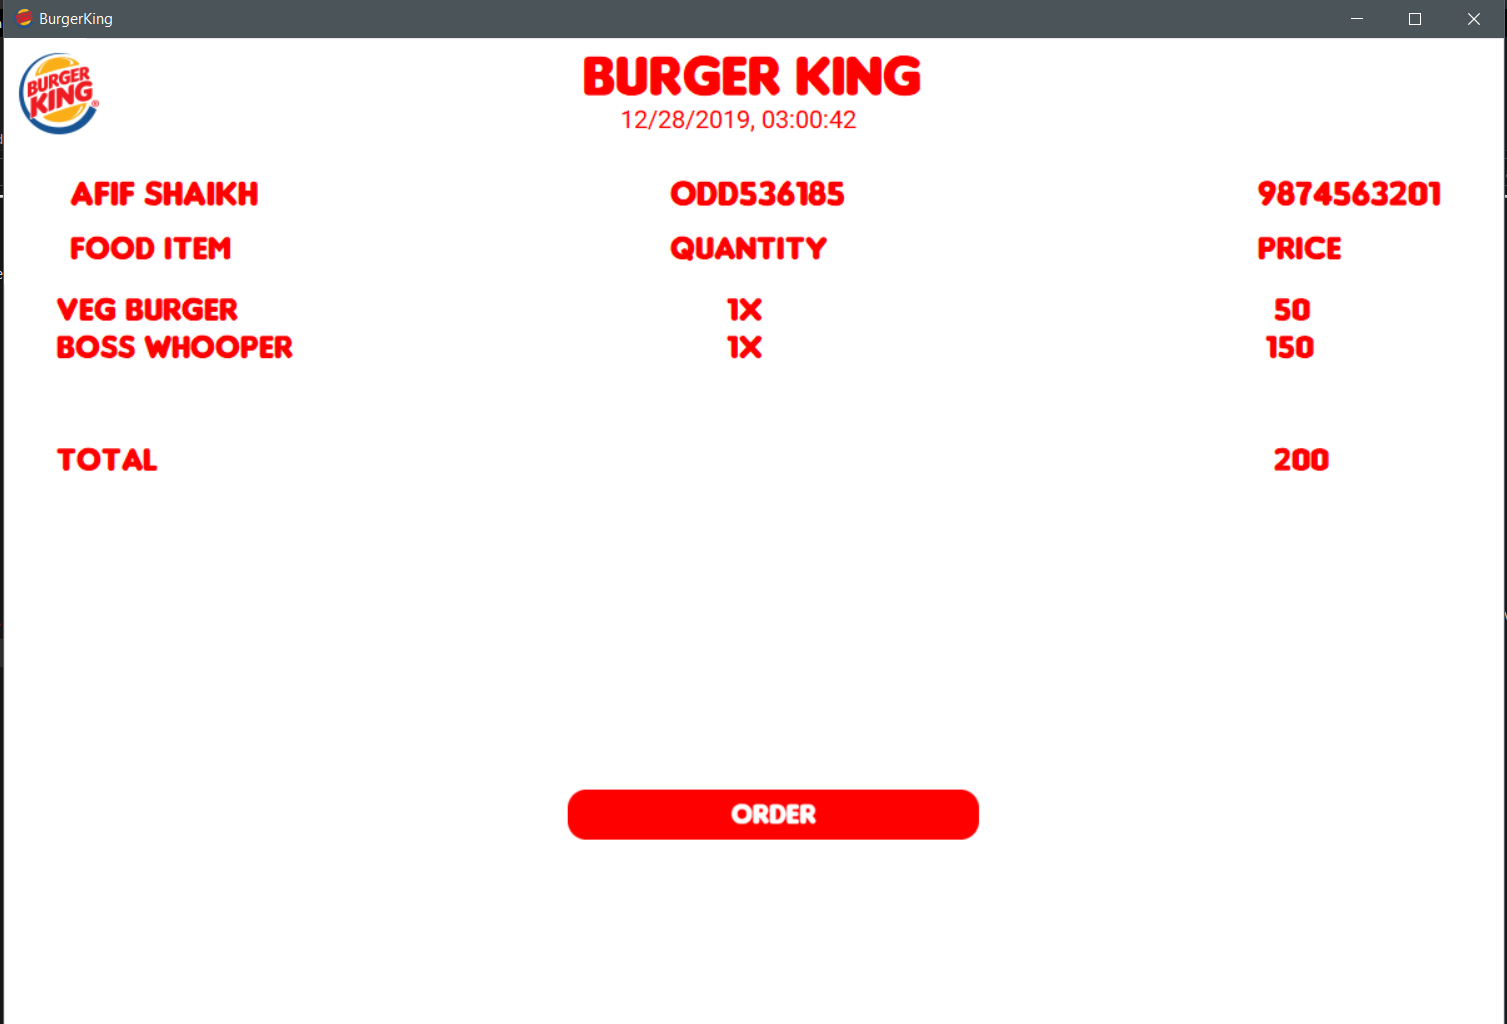 BurgerKing
BURGER KING®
BURGER KING
12/28/2019, 03:00:42
AFIF SHAIKH ODD536185 9874563201
FOOD ITEM QUANTITY PRICE
VEG BURGER 1X 50
BOSS WHOOPER 1X 150
TOTAL 200
ORDER